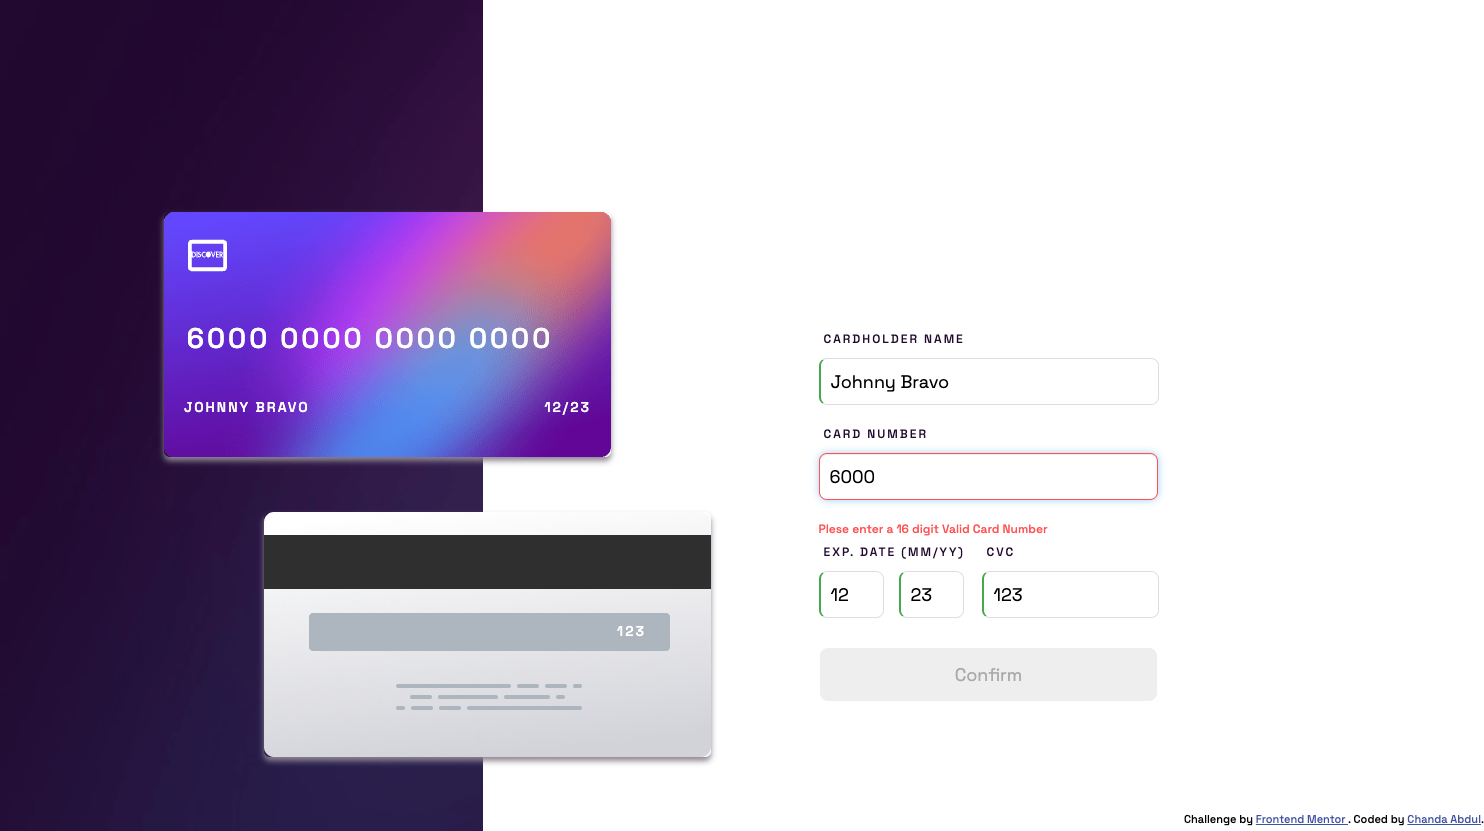 DISCOVER
6000 0000 0000 0000
JOHNNY BRAVO 12/23
123
CARDHOLDER NAME
Johnny Bravo
CARD NUMBER
6000
Plese enter a 16 digit Valid Card Number
EXP. DATE (MM/YY) CVC
12 23 123
Confirm
Challenge by Frontend Mentor . Coded by Chanda Abdul.